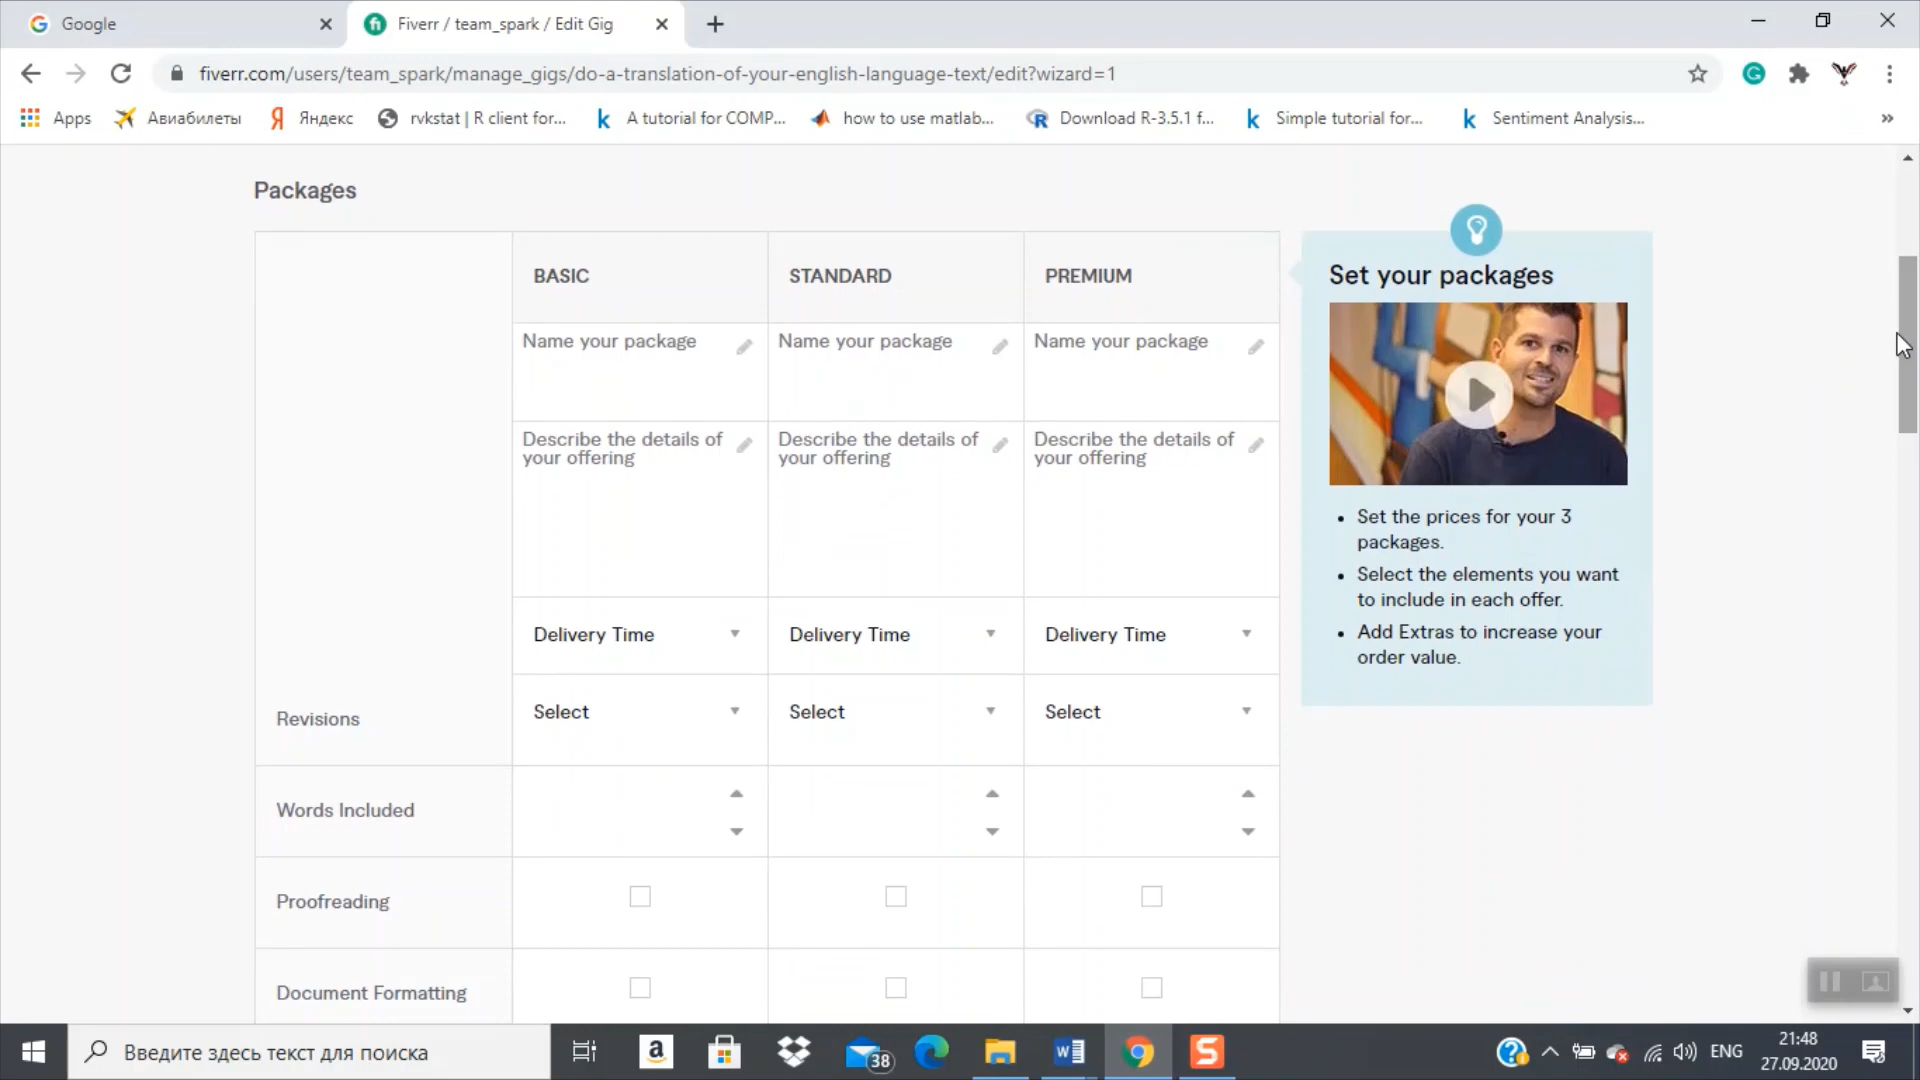 Google
Fiverr / team_spark / Edit Gig
fiverr.com/users/team_spark/manage_gigs/do-a-translation-of-your-english-language-text/edit?wizard=1
Apps
Авиабилеты
Яндекс
rvkstat | R client for...
A tutorial for COMP...
how to use matlab...
Download R-3.5.1 f...
Simple tutorial for...
Sentiment Analysis...
»
Packages
BASIC STANDARD PREMIUM
Name your package Name your package Name your package
Describe the details of your offering Describe the details of your offering Describe the details of your offering
Delivery Time Delivery Time Delivery Time
Revisions Select Select Select
Words Included
Proofreading
Document Formatting
Set your packages
• Set the prices for your 3
packages.
• Select the elements you want
to include in each offer.
• Add Extras to increase your
order value.
Введите здесь текст для поиска
38
ENG
21:48
27.09.2020